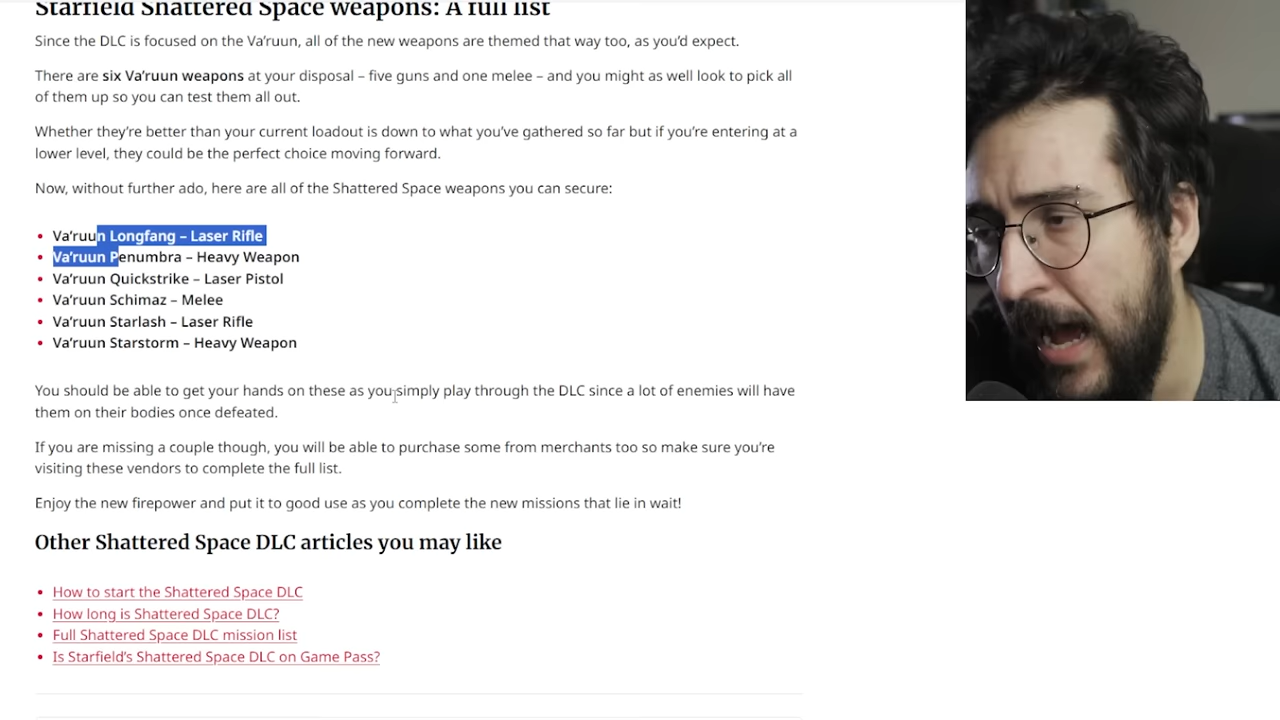 Starfield Shattered Space weapons: A full list
Since the DLC is focused on the Va'ruun, all of the new weapons are themed that way too, as you'd expect.
There are six Va'ruun weapons at your disposal – five guns and one melee – and you might as well look to pick all
of them up so you can test them all out.
Whether they're better than your current loadout is down to what you've gathered so far but if you're entering at a
lower level, they could be the perfect choice moving forward.
Now, without further ado, here are all of the Shattered Space weapons you can secure:
• Va'ruun Longfang – Laser Rifle
• Va'ruun Penumbra – Heavy Weapon
• Va'ruun Quickstrike – Laser Pistol
• Va'ruun Schimaz – Melee
• Va'ruun Starlash – Laser Rifle
• Va'ruun Starstorm – Heavy Weapon
You should be able to get your hands on these as you simply play through the DLC since a lot of enemies will have
them on their bodies once defeated.
If you are missing a couple though, you will be able to purchase some from merchants too so make sure you're
visiting these vendors to complete the full list.
Enjoy the new firepower and put it to good use as you complete the new missions that lie in wait!
Other Shattered Space DLC articles you may like
• How to start the Shattered Space DLC
• How long is Shattered Space DLC?
• Full Shattered Space DLC mission list
• Is Starfield's Shattered Space DLC on Game Pass?